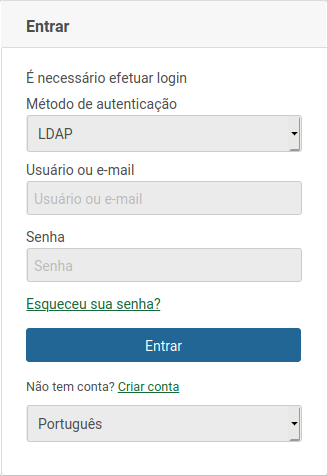 Entrar
É necessário efetuar login
Método de autenticação
LDAP
Usuário ou e-mail
Usuário ou e-mail
Senha
Senha
Esqueceu sua senha?
Entrar
Não tem conta? Criar conta
Português